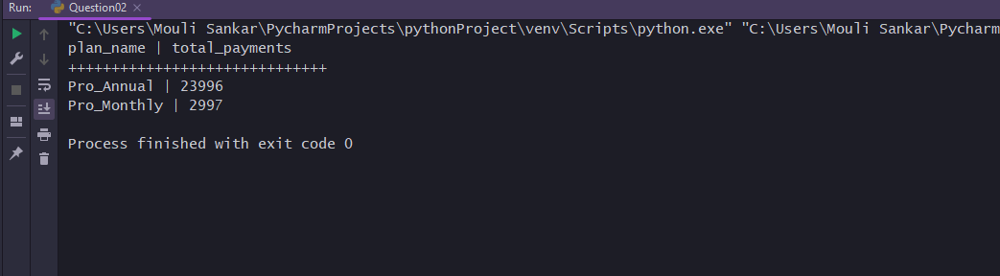 Run: Question02
"C:\Users\Mouli Sankar\PycharmProjects\pythonProject\venv\Scripts\python.exe" "C:\Users\Mouli Sankar\Pycharm
plan_name | total_payments
++++++++++++++++++++++++++++++
Pro_Annual | 23996
Pro_Monthly | 2997
Process finished with exit code 0